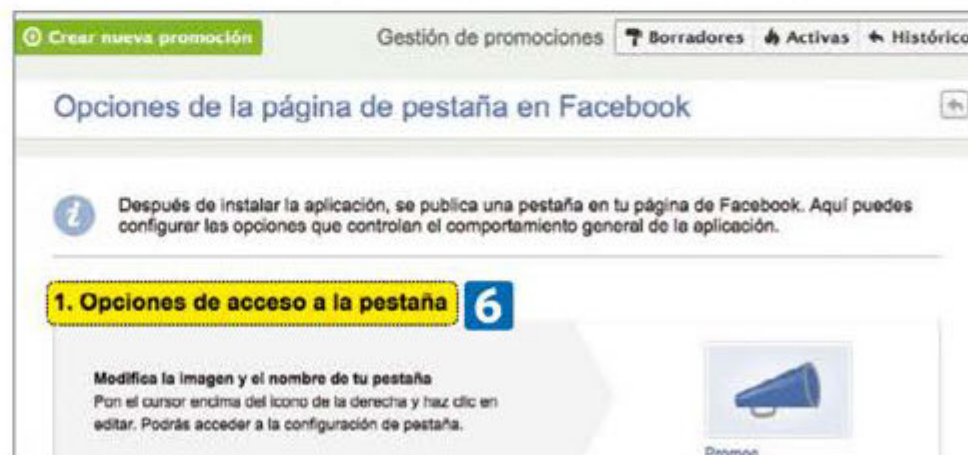 Crear nueva promoción Gestión de promociones Borradores Activas Histórico
Opciones de la página de pestaña en Facebook
Después de instalar la aplicación, se publica una pestaña en tu página de Facebook. Aquí puedes
configurar las opciones que controlan el comportamiento general de la aplicación.
1. Opciones de acceso a la pestaña 6
Modifica la imagen y el nombre de tu pestaña
Pon el cursor encima del icono de la derecha y haz clic en
editar. Podrás acceder a la configuración de pestaña.
Promos